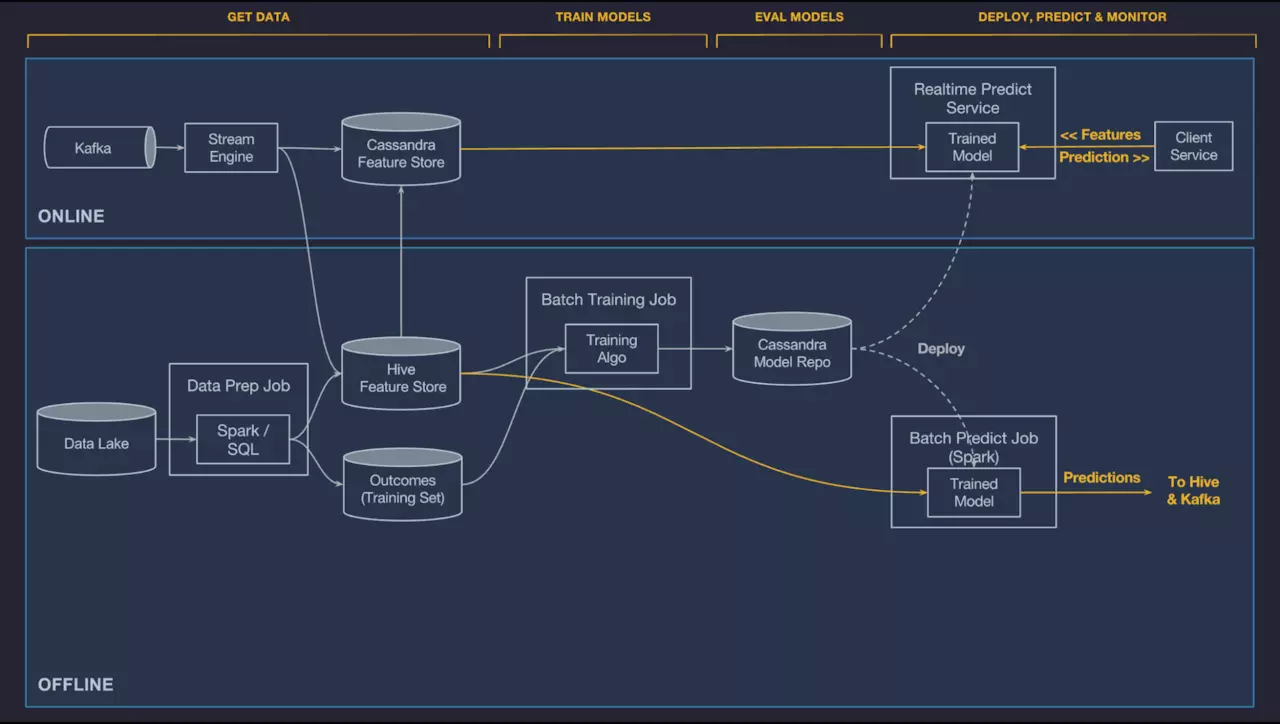 GET DATA
TRAIN MODELS
EVAL MODELS
DEPLOY, PREDICT & MONITOR
Kafka
Stream
Engine
Cassandra
Feature Store
Realtime Predict
Service
Trained
Model
<< Features
Prediction >>
Client
Service
ONLINE
Data Lake
Data Prep Job
Spark /
SQL
Hive
Feature Store
Outcomes
(Training Set)
Batch Training Job
Training
Algo
Cassandra
Model Repo
Deploy
Batch Predict Job
(Spark)
Trained
Model
Predictions
To Hive
& Kafka
OFFLINE